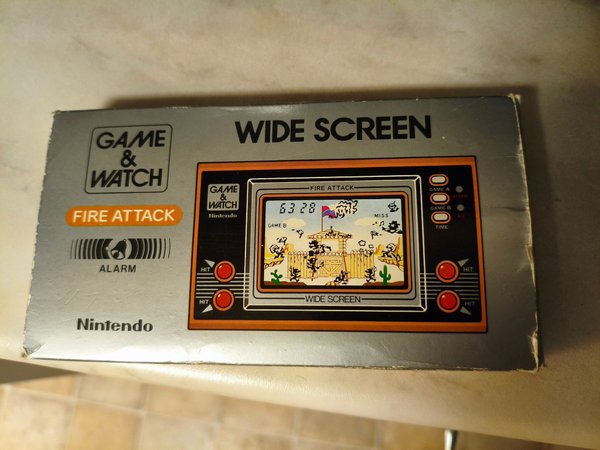 GAME
&
WATCH
FIRE ATTACK
ALARM
Nintendo
WIDE SCREEN
GAME
&
WATCH
Nintendo
FIRE ATTACK
GAME B
MISS
WIDE SCREEN
HIT
HIT
HIT
HIT
GAME A
GAME B
TIME